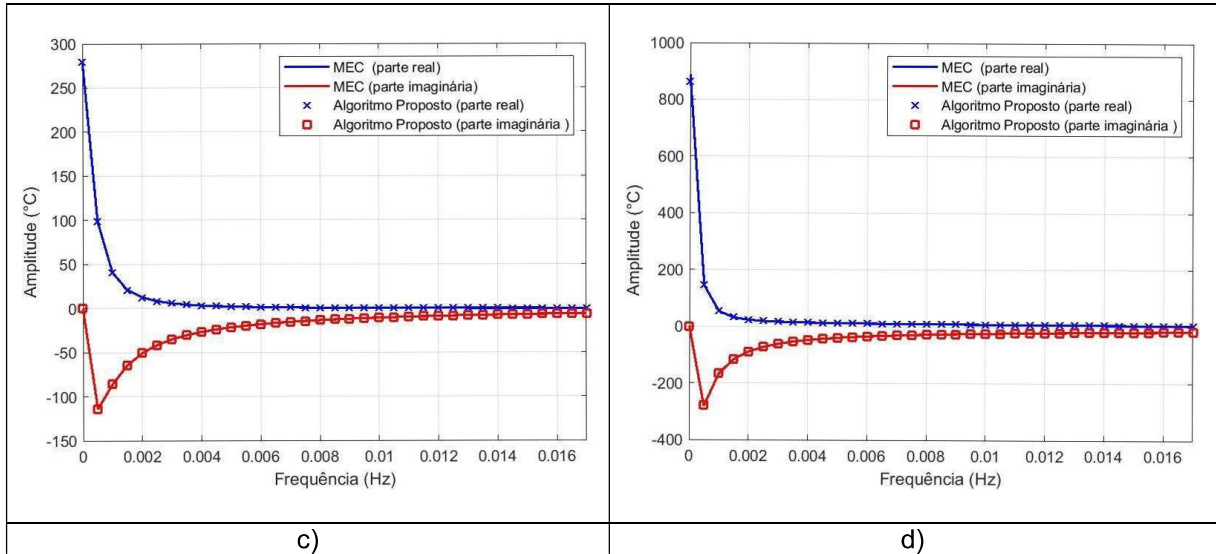 300
250
200
150
100
50
0
-50
-100
-150
Amplitude (°C)
MEC (parte real)
MEC (parte imaginária)
Algoritmo Proposto (parte real)
Algoritmo Proposto (parte imaginária )
0 0.002 0.004 0.006 0.008 0.01 0.012 0.014 0.016
Frequência (Hz)
c)
1000
800
600
400
200
0
-200
-400
Amplitude (°C)
MEC (parte real)
MEC (parte imaginária)
Algoritmo Proposto (parte real)
Algoritmo Proposto (parte imaginária )
0 0.002 0.004 0.006 0.008 0.01 0.012 0.014 0.016
Frequência (Hz)
d)